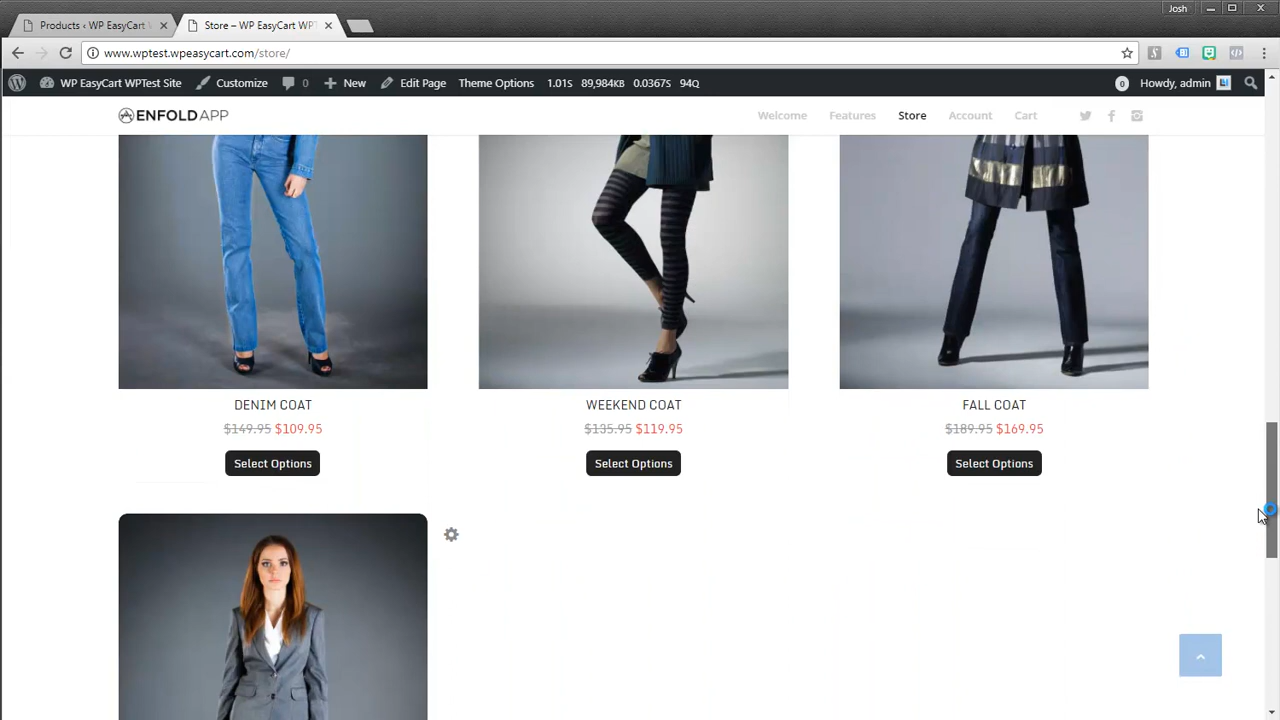 Josh
Products ‹ WP EasyCart
Store – WP EasyCart WPT
www.wptest.wpeasycart.com/store/
WP EasyCart WPTest Site Customize 0 New Edit Page Theme Options 1.01S 89,984KB 0.0367S 94Q 0 Howdy, admin
ENFOLD APP Welcome Features Store Account Cart
DENIM COAT WEEKEND COAT FALL COAT
$149.95 $109.95 $135.95 $119.95 $189.95 $169.95
Select Options Select Options Select Options